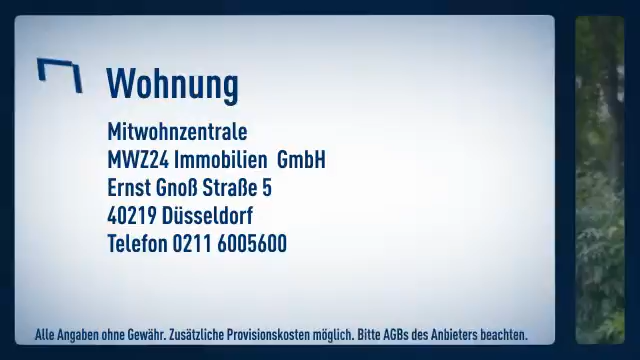 Wohnung
Mitwohnzentrale
MWZ24 Immobilien GmbH
Ernst Gnoß Straße 5
40219 Düsseldorf
Telefon 0211 6005600
Alle Angaben ohne Gewähr. Zusätzliche Provisionskosten möglich. Bitte AGBs des Anbieters beachten.